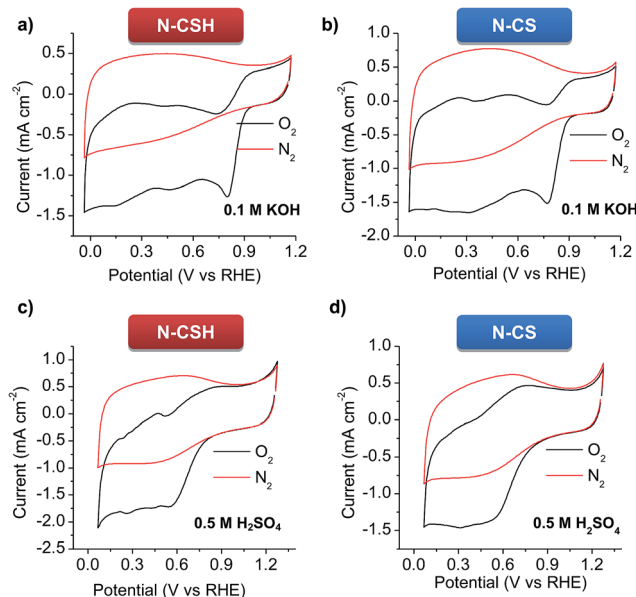 a)
N-CSH
0.5
0.0
-0.5
-1.0
-1.5
Current (mA cm-2)
O2
N2
0.1 M KOH
0.0
0.3
0.6
0.9
1.2
Potential (V vs RHE)
b)
N-CS
1.0
0.5
0.0
-0.5
-1.0
-1.5
-2.0
Current (mA cm-2)
O2
N2
0.1 M KOH
0.0
0.3
0.6
0.9
1.2
Potential (V vs RHE)
c)
N-CSH
1.0
0.5
0.0
-0.5
-1.0
-1.5
-2.0
-2.5
Current (mA cm-2)
O2
N2
0.5 M H2SO4
0.0
0.3
0.6
0.9
1.2
Potential (V vs RHE)
d)
N-CS
1.0
0.5
0.0
-0.5
-1.0
-1.5
Current (mA cm-2)
O2
N2
0.5 M H2SO4
0.0
0.3
0.6
0.9
1.2
Potential (V vs RHE)